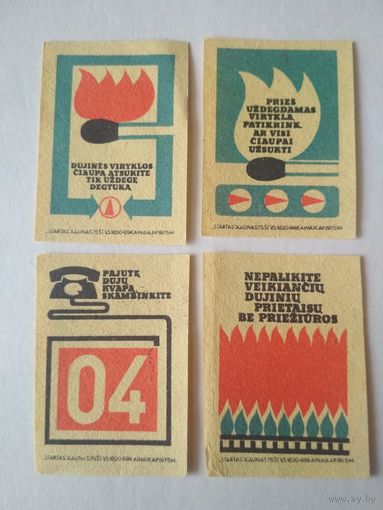 DUJINĖS VIRYKLOS
ČIAUPĄ ATSUKITE
TIK UŽDEGĘ
DEGTUKĄ
PRIEŠ
UŽDEGDAMAS
VIRYKLĄ,
PATIKRINK,
AR VISI
ČIAUPAI
UŽSUKTI
PAJUTĘ
DUJŲ
KVAPĄ
SKAMBINKITE
04
NEPALIKITE
VEIKIANČIŲ
DUJINIŲ
PRIETAISŲ
BE PRIEŽIŪROS
www.ay.by